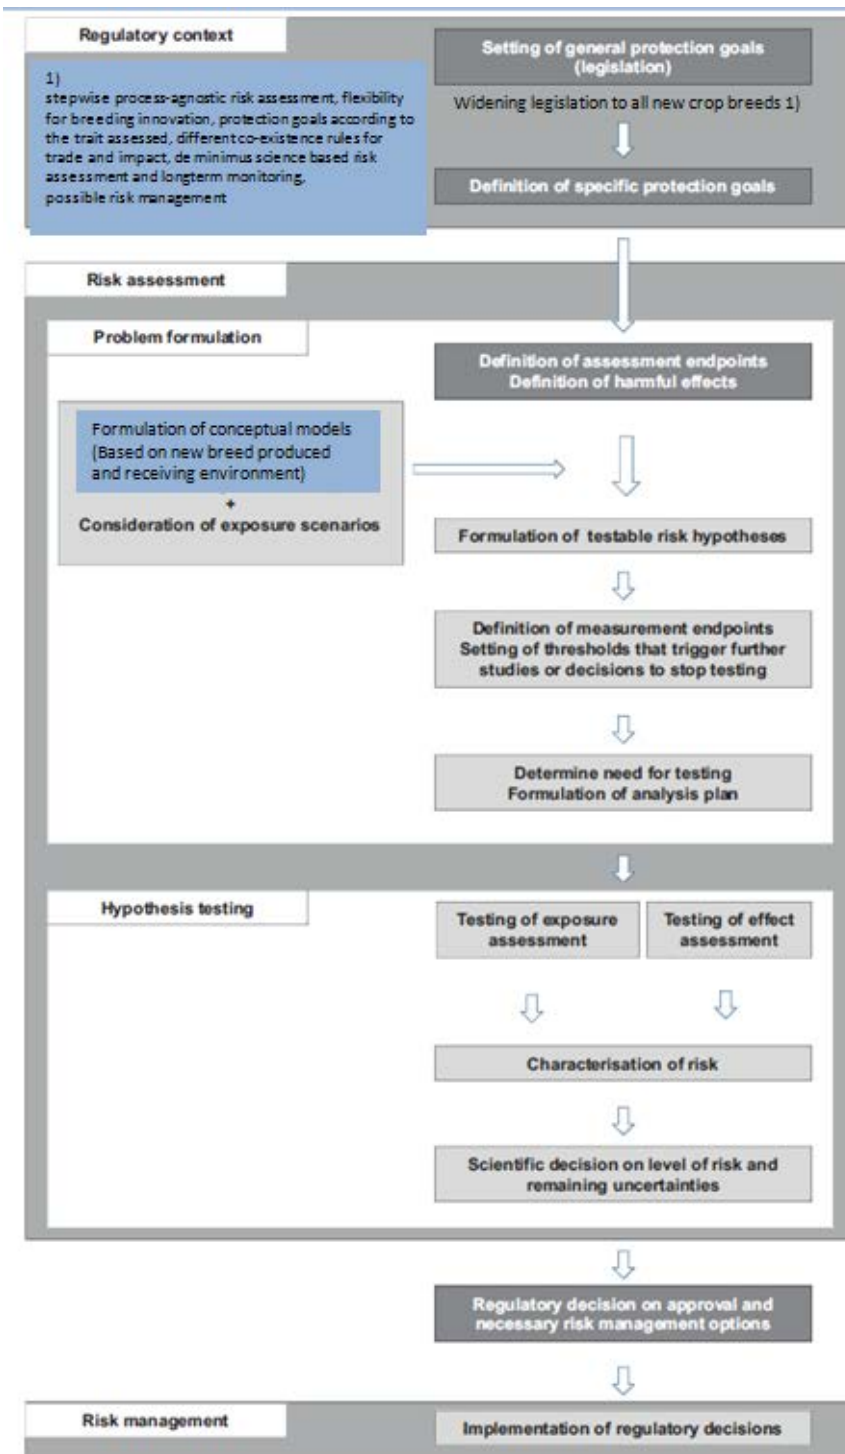 Regulatory context
Setting of general protection goals
(legislation)
1)
stepwise process-agnostic risk assessment, flexibility
for breeding innovation, protection goals according to
the trait assessed, different co-existence rules for
trade and impact, de minimus science based risk
assessment and longterm monitoring,
possible risk management
Widening legislation to all new crop breeds 1)
Definition of specific protection goals
Risk assessment
Problem formulation
Definition of assessment endpoints
Definition of harmful effects
Formulation of conceptual models
(Based on new breed produced
and receiving environment)
+
Consideration of exposure scenarios
Formulation of testable risk hypotheses
Definition of measurement endpoints
Setting of thresholds that trigger further
studies or decisions to stop testing
Determine need for testing
Formulation of analysis plan
Hypothesis testing
Testing of exposure
assessment
Testing of effect
assessment
Characterisation of risk
Scientific decision on level of risk and
remaining uncertainties
Regulatory decision on approval and
necessary risk management options
Risk management
Implementation of regulatory decisions